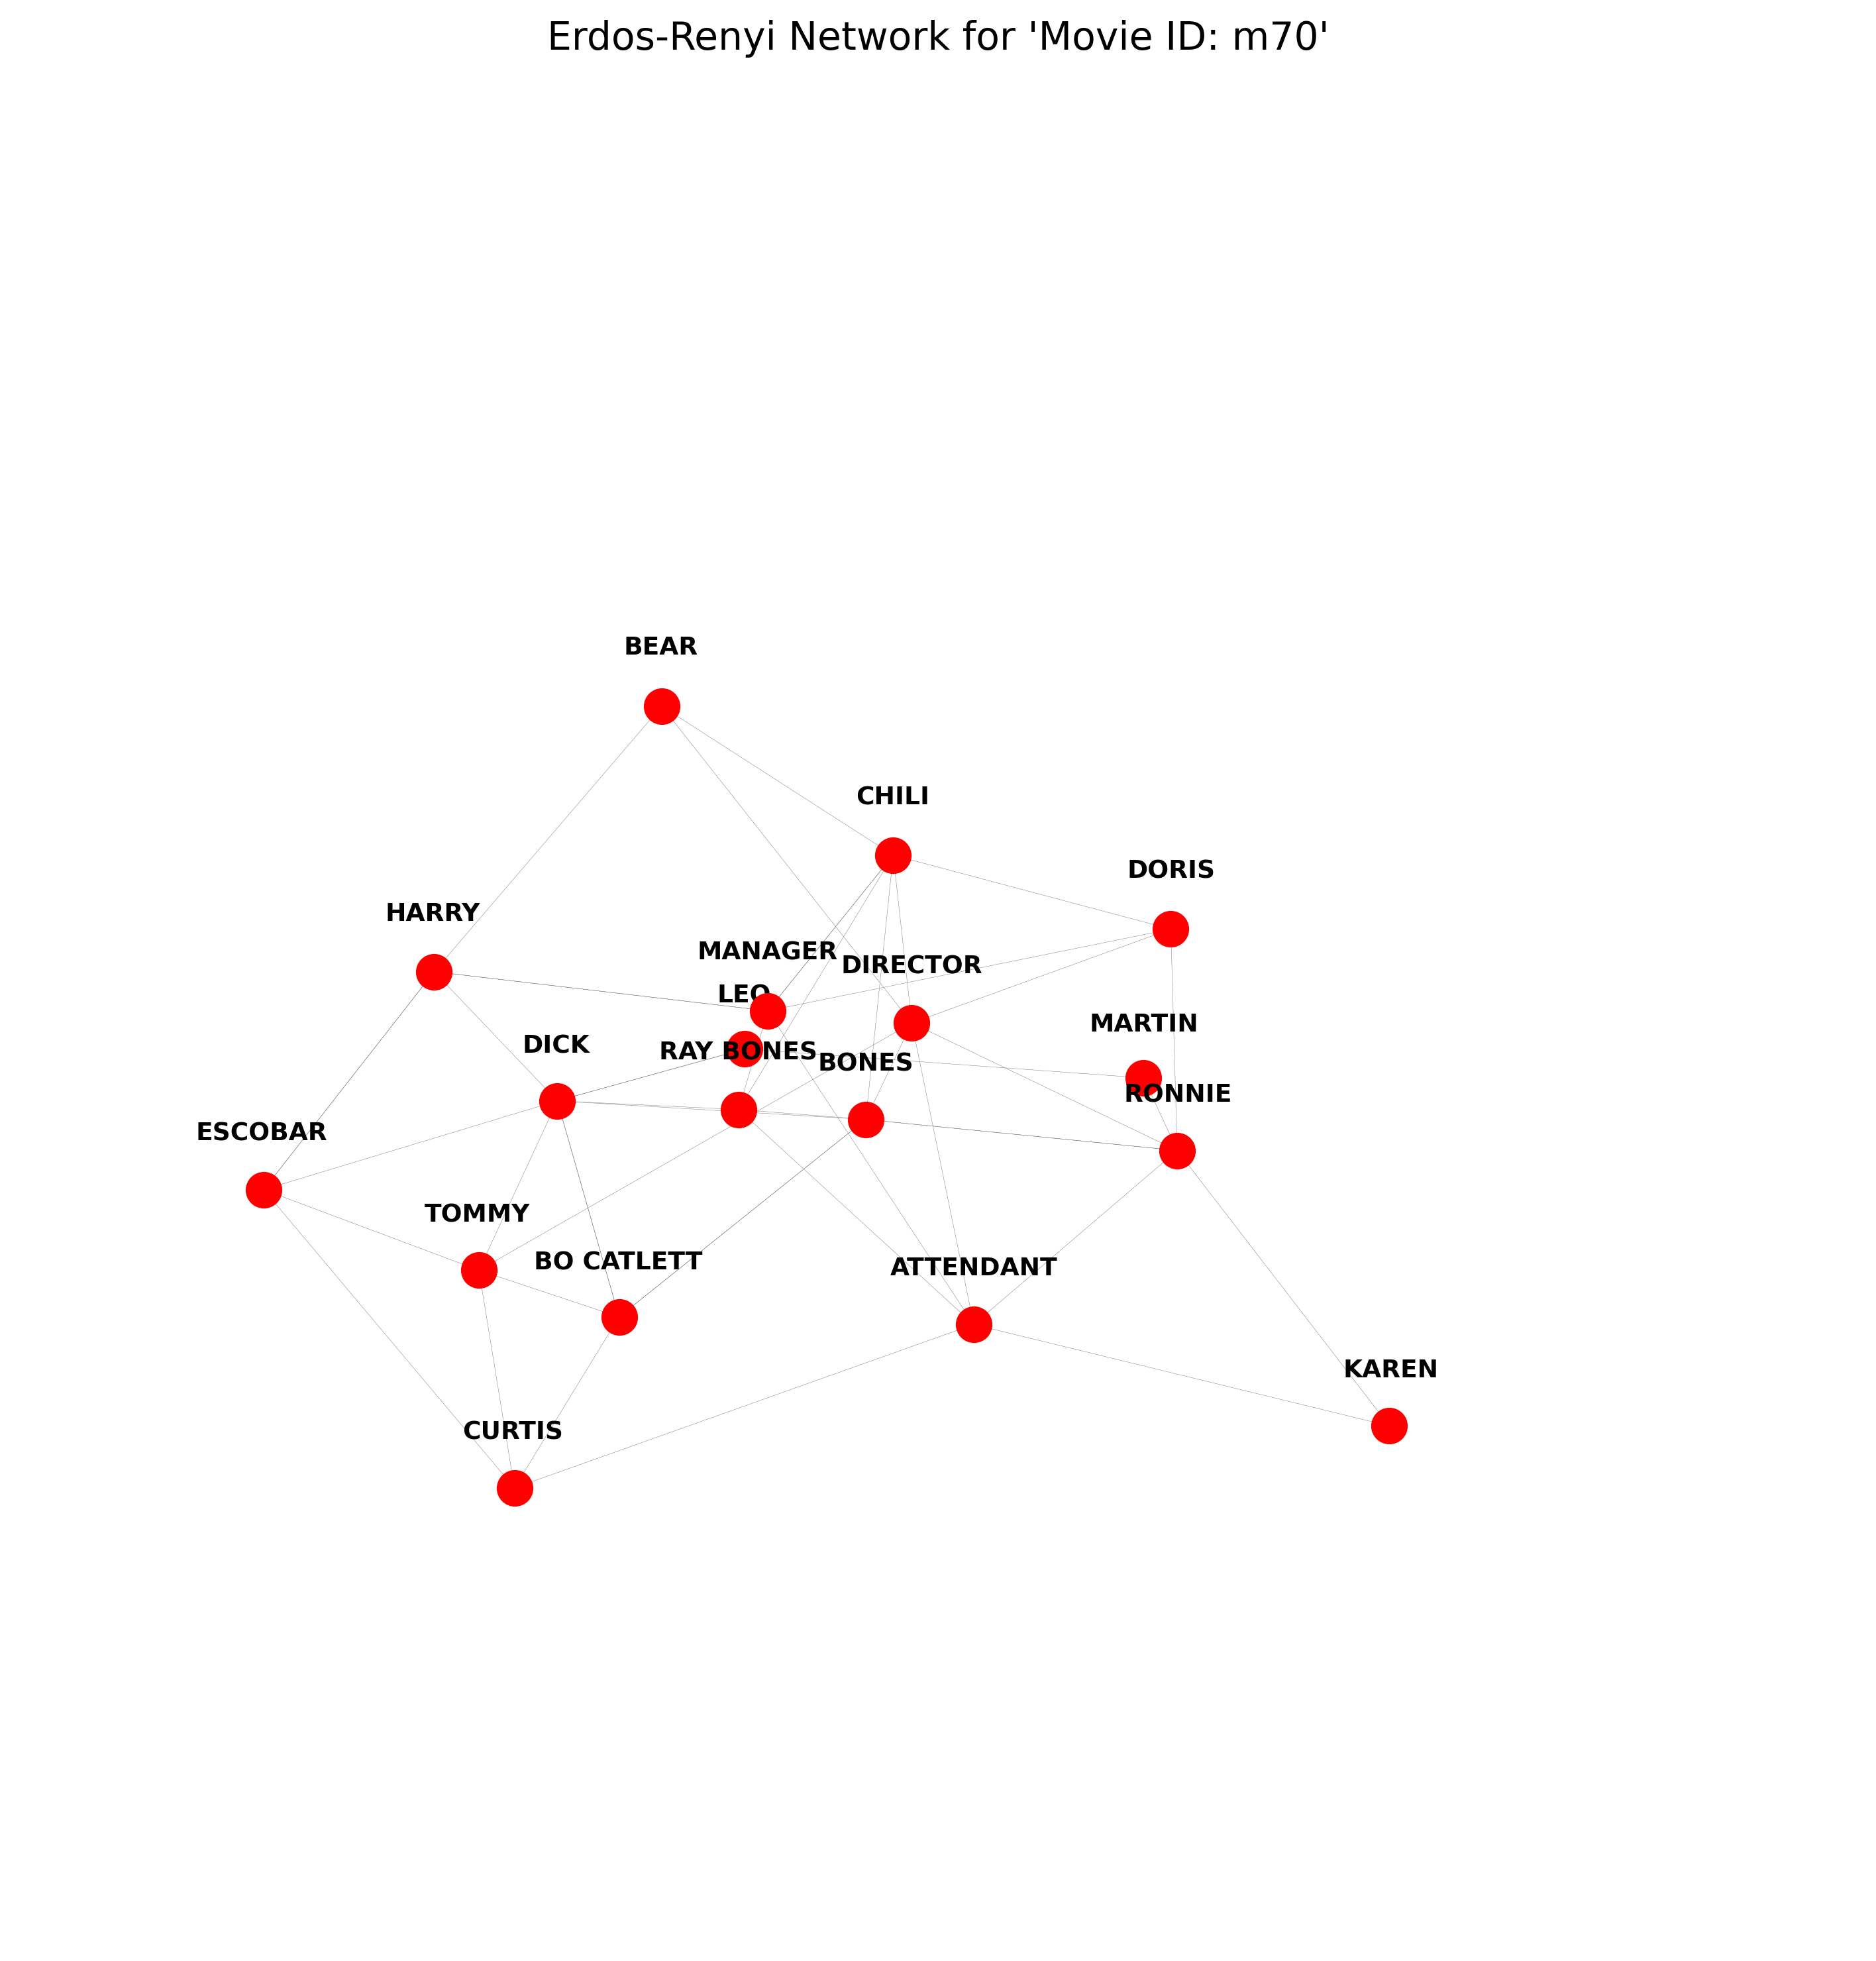 Erdos-Renyi Network for 'Movie ID: m70'
BEAR
CHILI
DORIS
HARRY
MANAGER
DIRECTOR
LEO
MARTIN
DICK
RAY BONES
BONES
RONNIE
ESCOBAR
TOMMY
BO CATLETT
ATTENDANT
KAREN
CURTIS